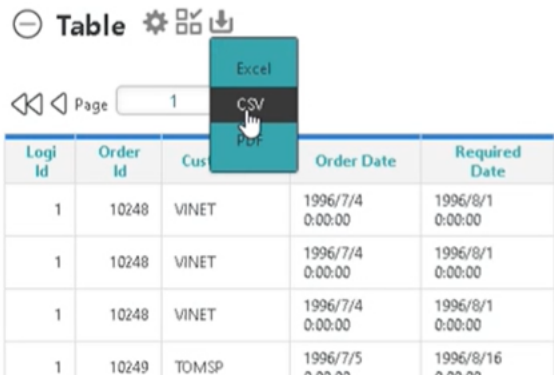 Table
Excel
CSV
PDF
Page 1
Logi Id
Order Id
Cus
Order Date
Required Date
1 10248 VINET 1996/7/4 0:00:00 1996/8/1 0:00:00
1 10248 VINET 1996/7/4 0:00:00 1996/8/1 0:00:00
1 10248 VINET 1996/7/4 0:00:00 1996/8/1 0:00:00
1 10249 TOMSP 1996/7/5 1996/8/16